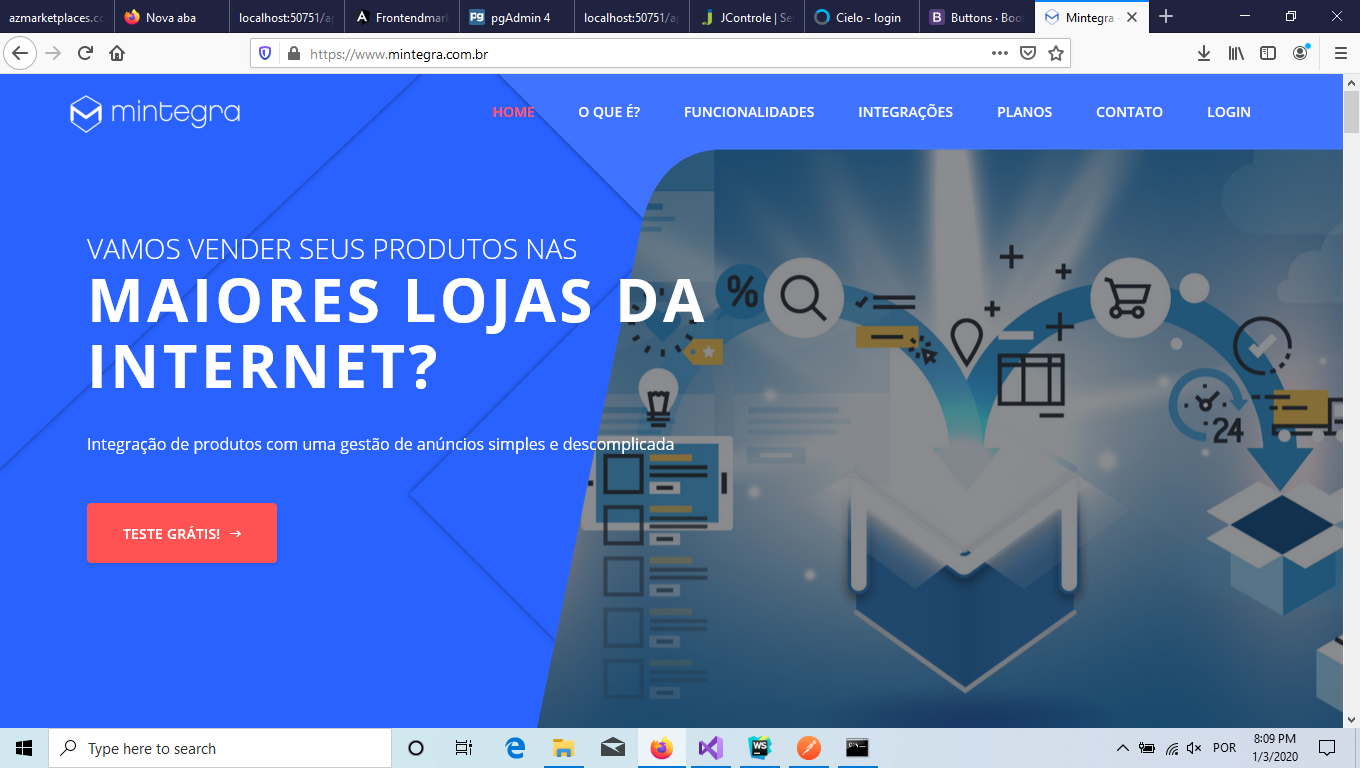 azmarketplaces.co
Nova aba
localhost:50751/ap
Frontendmar
pgAdmin 4
localhost:50751/ap
JControle | Se
Cielo - login
Buttons · Boo
Mintegra
https://www.mintegra.com.br
mintegra
HOME
O QUE É?
FUNCIONALIDADES
INTEGRAÇÕES
PLANOS
CONTATO
LOGIN
VAMOS VENDER SEUS PRODUTOS NAS
MAIORES LOJAS DA
INTERNET?
Integração de produtos com uma gestão de anúncios simples e descomplicada
TESTE GRÁTIS! →
%
24
Type here to search
WS
POR
8:09 PM
1/3/2020